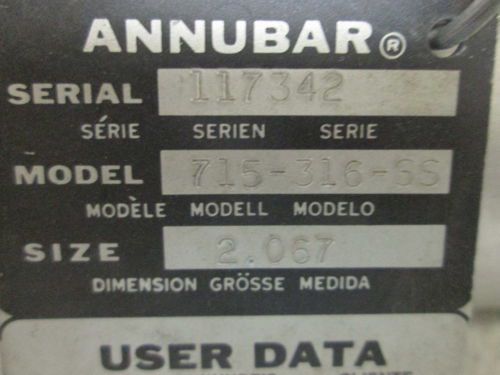 ANNUBAR®
SERIAL 117342
SÉRIE SERIEN SERIE
MODEL 715-316-SS
MODÈLE MODELL MODELO
SIZE 2.067
DIMENSION GRÖSSE MEDIDA
USER DATA